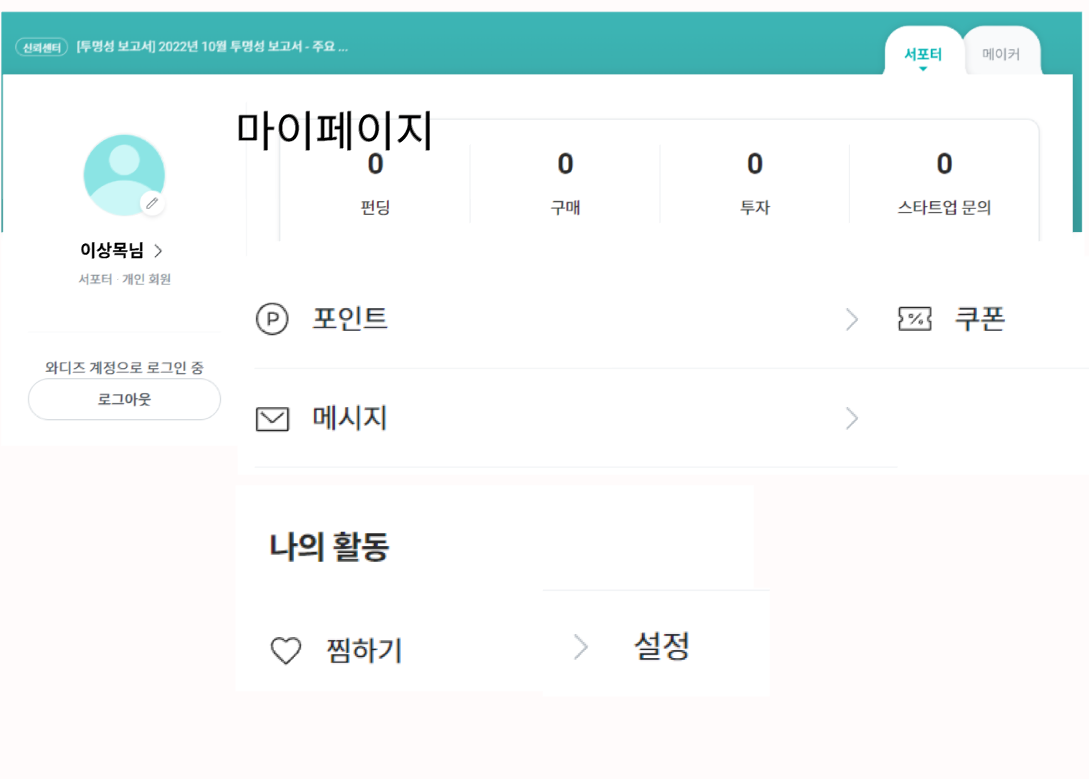 신뢰센터 [투명성 보고서] 2022년 10월 투명성 보고서 - 주요 ...
서포터 메이커
마이페이지
0 0 0 0
펀딩 구매 투자 스타트업 문의
이상목님
서포터 · 개인 회원
와디즈 계정으로 로그인 중
로그아웃
P 포인트 % 쿠폰
메시지
나의 활동
찜하기 설정